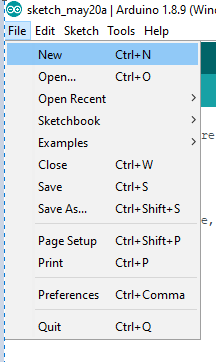 sketch_may20a | Arduino 1.8.9 (Win
File Edit Sketch Tools Help
New Ctrl+N
Open... Ctrl+O
Open Recent
Sketchbook
Examples
Close Ctrl+W
Save Ctrl+S
Save As... Ctrl+Shift+S
Page Setup Ctrl+Shift+P
Print Ctrl+P
Preferences Ctrl+Comma
Quit Ctrl+Q